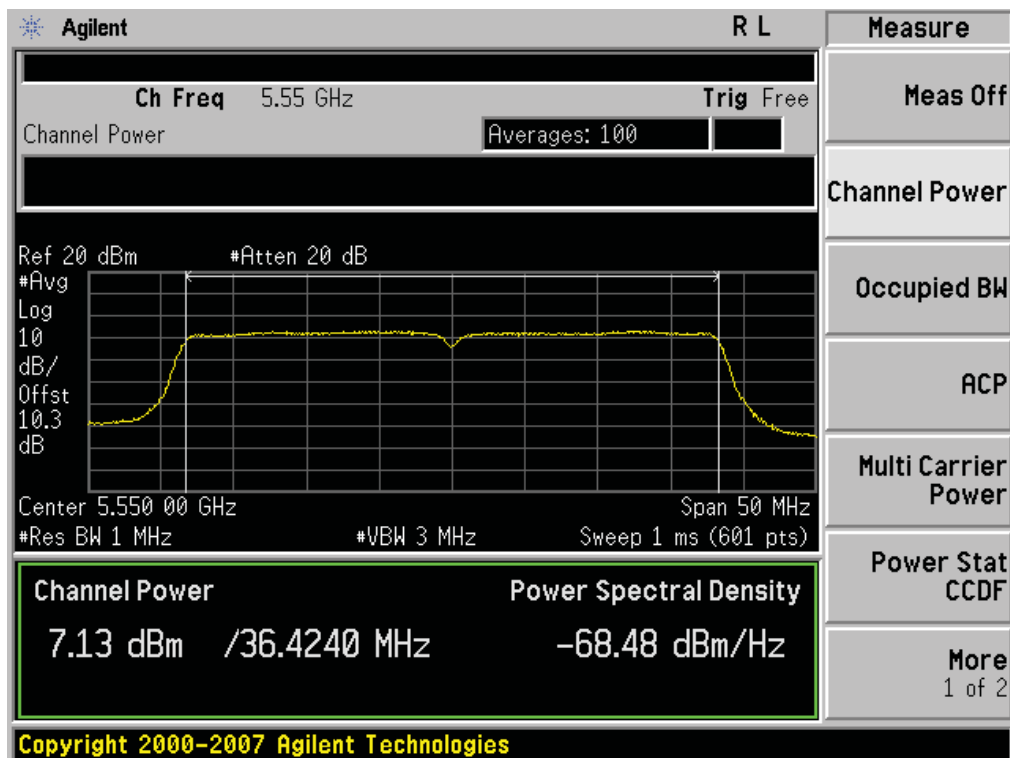 Agilent R L
Ch Freq 5.55 GHz Trig Free
Channel Power Averages: 100
Ref 20 dBm #Atten 20 dB
#Avg
Log
10
dB/
Offst
10.3
dB
Center 5.550 00 GHz Span 50 MHz
#Res BW 1 MHz #VBW 3 MHz Sweep 1 ms (601 pts)
Channel Power Power Spectral Density
7.13 dBm /36.4240 MHz -68.48 dBm/Hz
Copyright 2000-2007 Agilent Technologies
Measure
Meas Off
Channel Power
Occupied BW
ACP
Multi Carrier
Power
Power Stat
CCDF
More
1 of 2